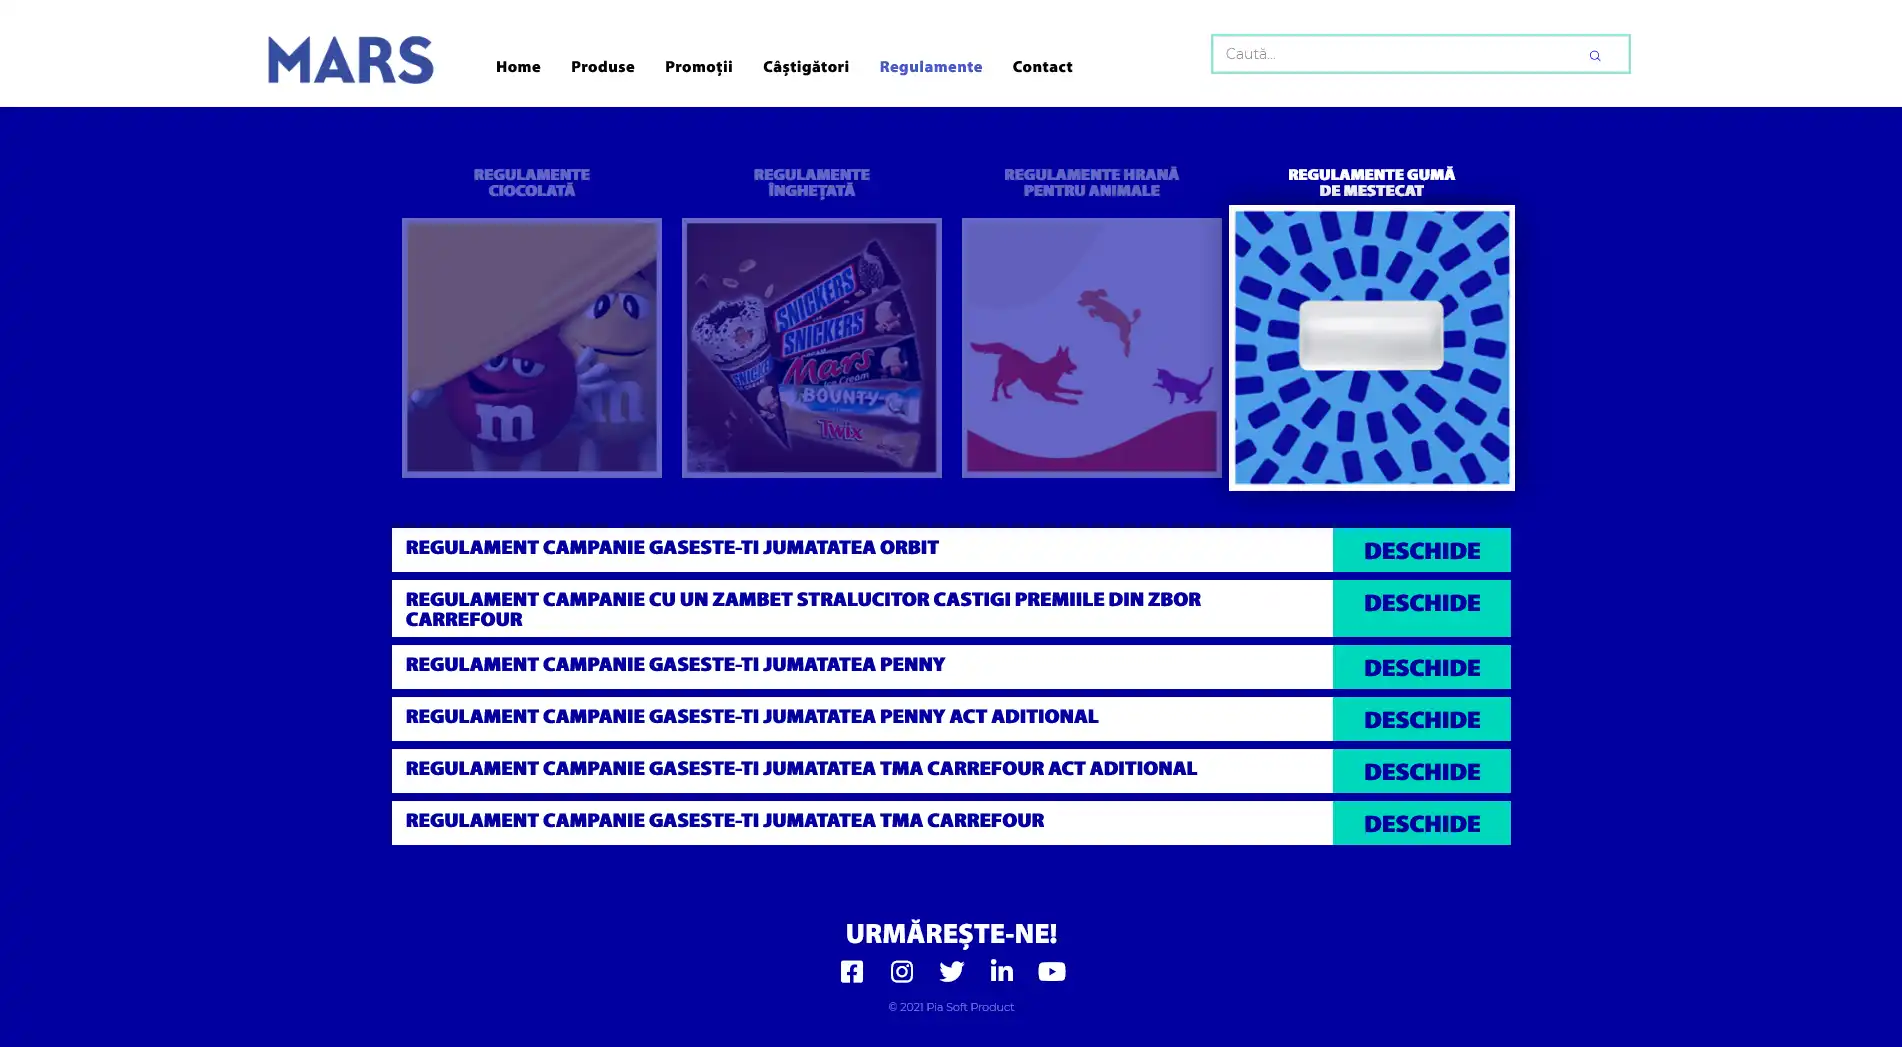 MARS
Home Produse Promoții Câștigători Regulamente Contact
Caută...
REGULAMENTE
CIOCOLATĂ
REGULAMENTE
ÎNGHEȚATĂ
REGULAMENTE HRANĂ
PENTRU ANIMALE
REGULAMENTE GUMĂ
DE MESTECAT
m
m
SNICKERS
SNICKERS
SNICKERS
Mars
Ice Cream
BOUNTY
Twix
REGULAMENT CAMPANIE GASESTE-TI JUMATATEA ORBIT
DESCHIDE
REGULAMENT CAMPANIE CU UN ZAMBET STRALUCITOR CASTIGI PREMIILE DIN ZBOR
CARREFOUR
DESCHIDE
REGULAMENT CAMPANIE GASESTE-TI JUMATATEA PENNY
DESCHIDE
REGULAMENT CAMPANIE GASESTE-TI JUMATATEA PENNY ACT ADITIONAL
DESCHIDE
REGULAMENT CAMPANIE GASESTE-TI JUMATATEA TMA CARREFOUR ACT ADITIONAL
DESCHIDE
REGULAMENT CAMPANIE GASESTE-TI JUMATATEA TMA CARREFOUR
DESCHIDE
URMĂREȘTE-NE!
© 2021 Pia Soft Product